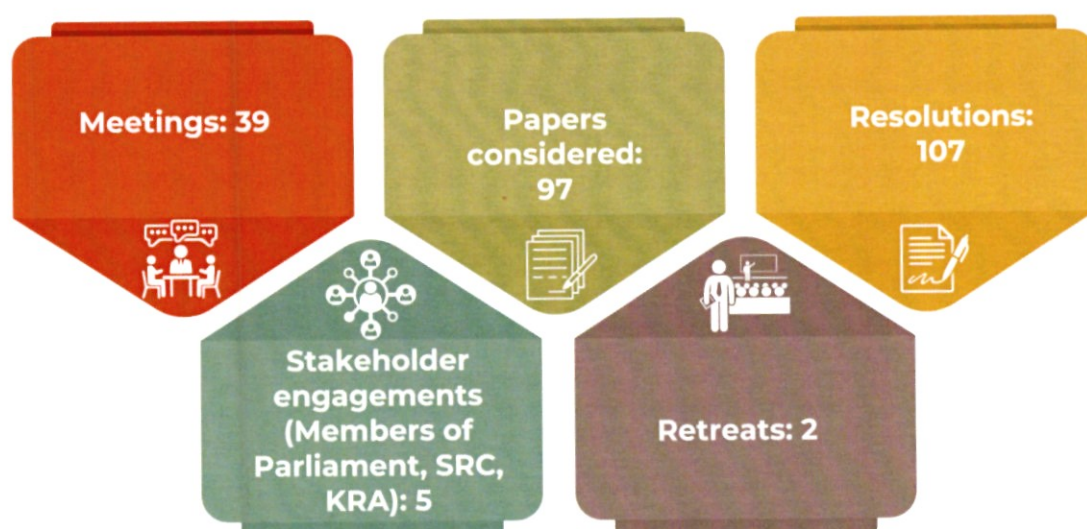 Meetings: 39
Papers
considered:
97
Resolutions:
107
Stakeholder
engagements
(Members of
Parliament, SRC,
KRA): 5
Retreats: 2